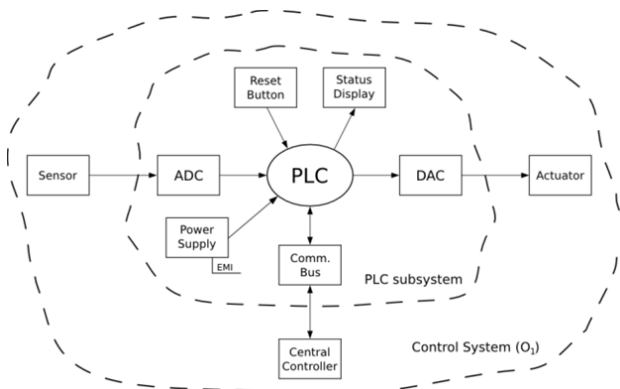 Reset
Button
Status
Display
Sensor
ADC
PLC
DAC
Actuator
Power
Supply
EMI
Comm.
Bus
PLC subsystem
Central
Controller
Control System (O₁)